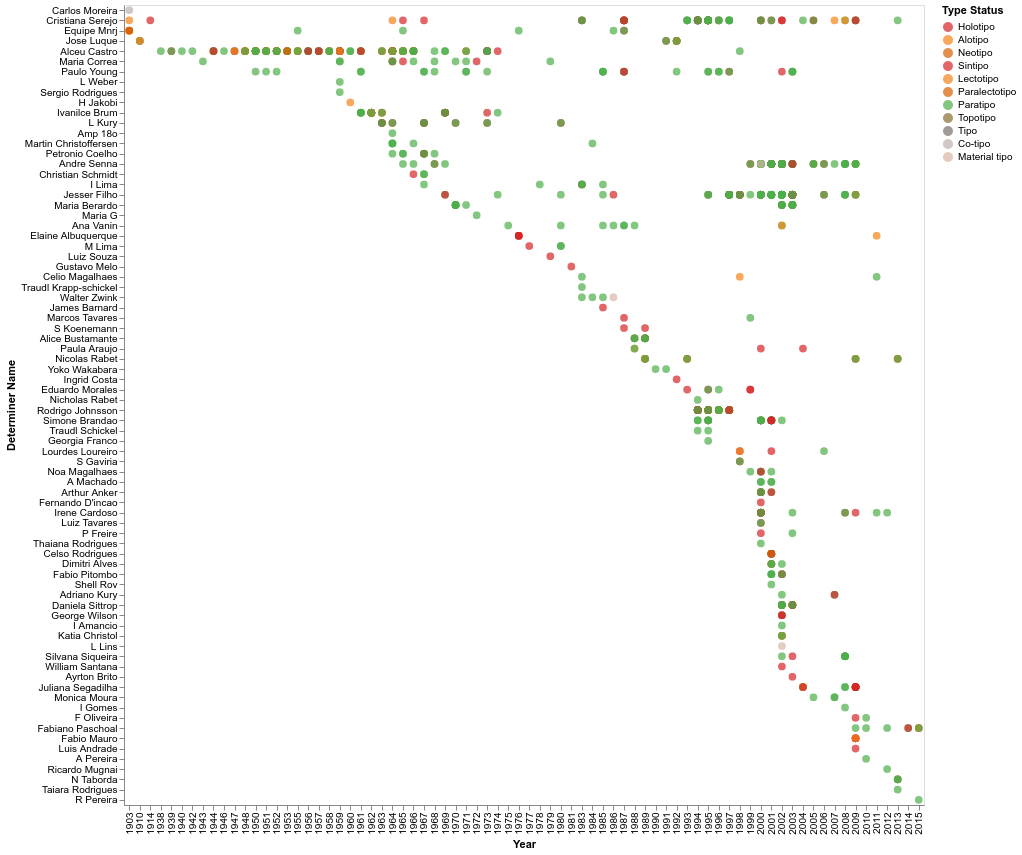 Type Status
Holotipo
Alotipo
Neotipo
Sintipo
Lectotipo
Paralectotipo
Paratipo
Topotipo
Tipo
Co-tipo
Material tipo
Determiner Name
Carlos Moreira
Cristiana Serejo
Equipe Mnrj
Jose Luque
Alceu Castro
Maria Correa
Paulo Young
L Weber
Sergio Rodrigues
H Jakobi
Ivanilce Brum
L Kury
Amp 18o
Martin Christoffersen
Petronio Coelho
Andre Senna
Christian Schmidt
I Lima
Jesser Filho
Maria Berardo
Maria G
Ana Vanin
Elaine Albuquerque
M Lima
Luiz Souza
Gustavo Melo
Celio Magalhaes
Traudl Krapp-schickel
Walter Zwink
James Barnard
Marcos Tavares
S Koenemann
Alice Bustamante
Paula Araujo
Nicolas Rabet
Yoko Wakabara
Ingrid Costa
Eduardo Morales
Nicholas Rabet
Rodrigo Johnsson
Simone Brandao
Traudl Schickel
Georgia Franco
Lourdes Loureiro
S Gaviria
Noa Magalhaes
A Machado
Arthur Anker
Fernando D'incao
Irene Cardoso
Luiz Tavares
P Freire
Thaiana Rodrigues
Celso Rodrigues
Dimitri Alves
Fabio Pitombo
Shell Rov
Adriano Kury
Daniela Sittrop
George Wilson
I Amancio
Katia Christol
L Lins
Silvana Siqueira
William Santana
Ayrton Brito
Juliana Segadilha
Monica Moura
I Gomes
F Oliveira
Fabiano Paschoal
Fabio Mauro
Luis Andrade
A Pereira
Ricardo Mugnai
N Taborda
Taiara Rodrigues
R Pereira
1903 1910 1914 1938 1939 1940 1942 1943 1944 1946 1947 1948 1950 1951 1952 1953 1955 1956 1957 1958 1959 1960 1961 1962 1963 1964 1965 1966 1967 1968 1969 1970 1971 1972 1973 1974 1975 1976 1977 1978 1979 1980 1981 1983 1984 1985 1986 1987 1988 1989 1990 1991 1992 1993 1994 1995 1996 1997 1998 1999 2000 2001 2002 2003 2004 2005 2006 2007 2008 2009 2010 2011 2012 2013 2014 2015
Year